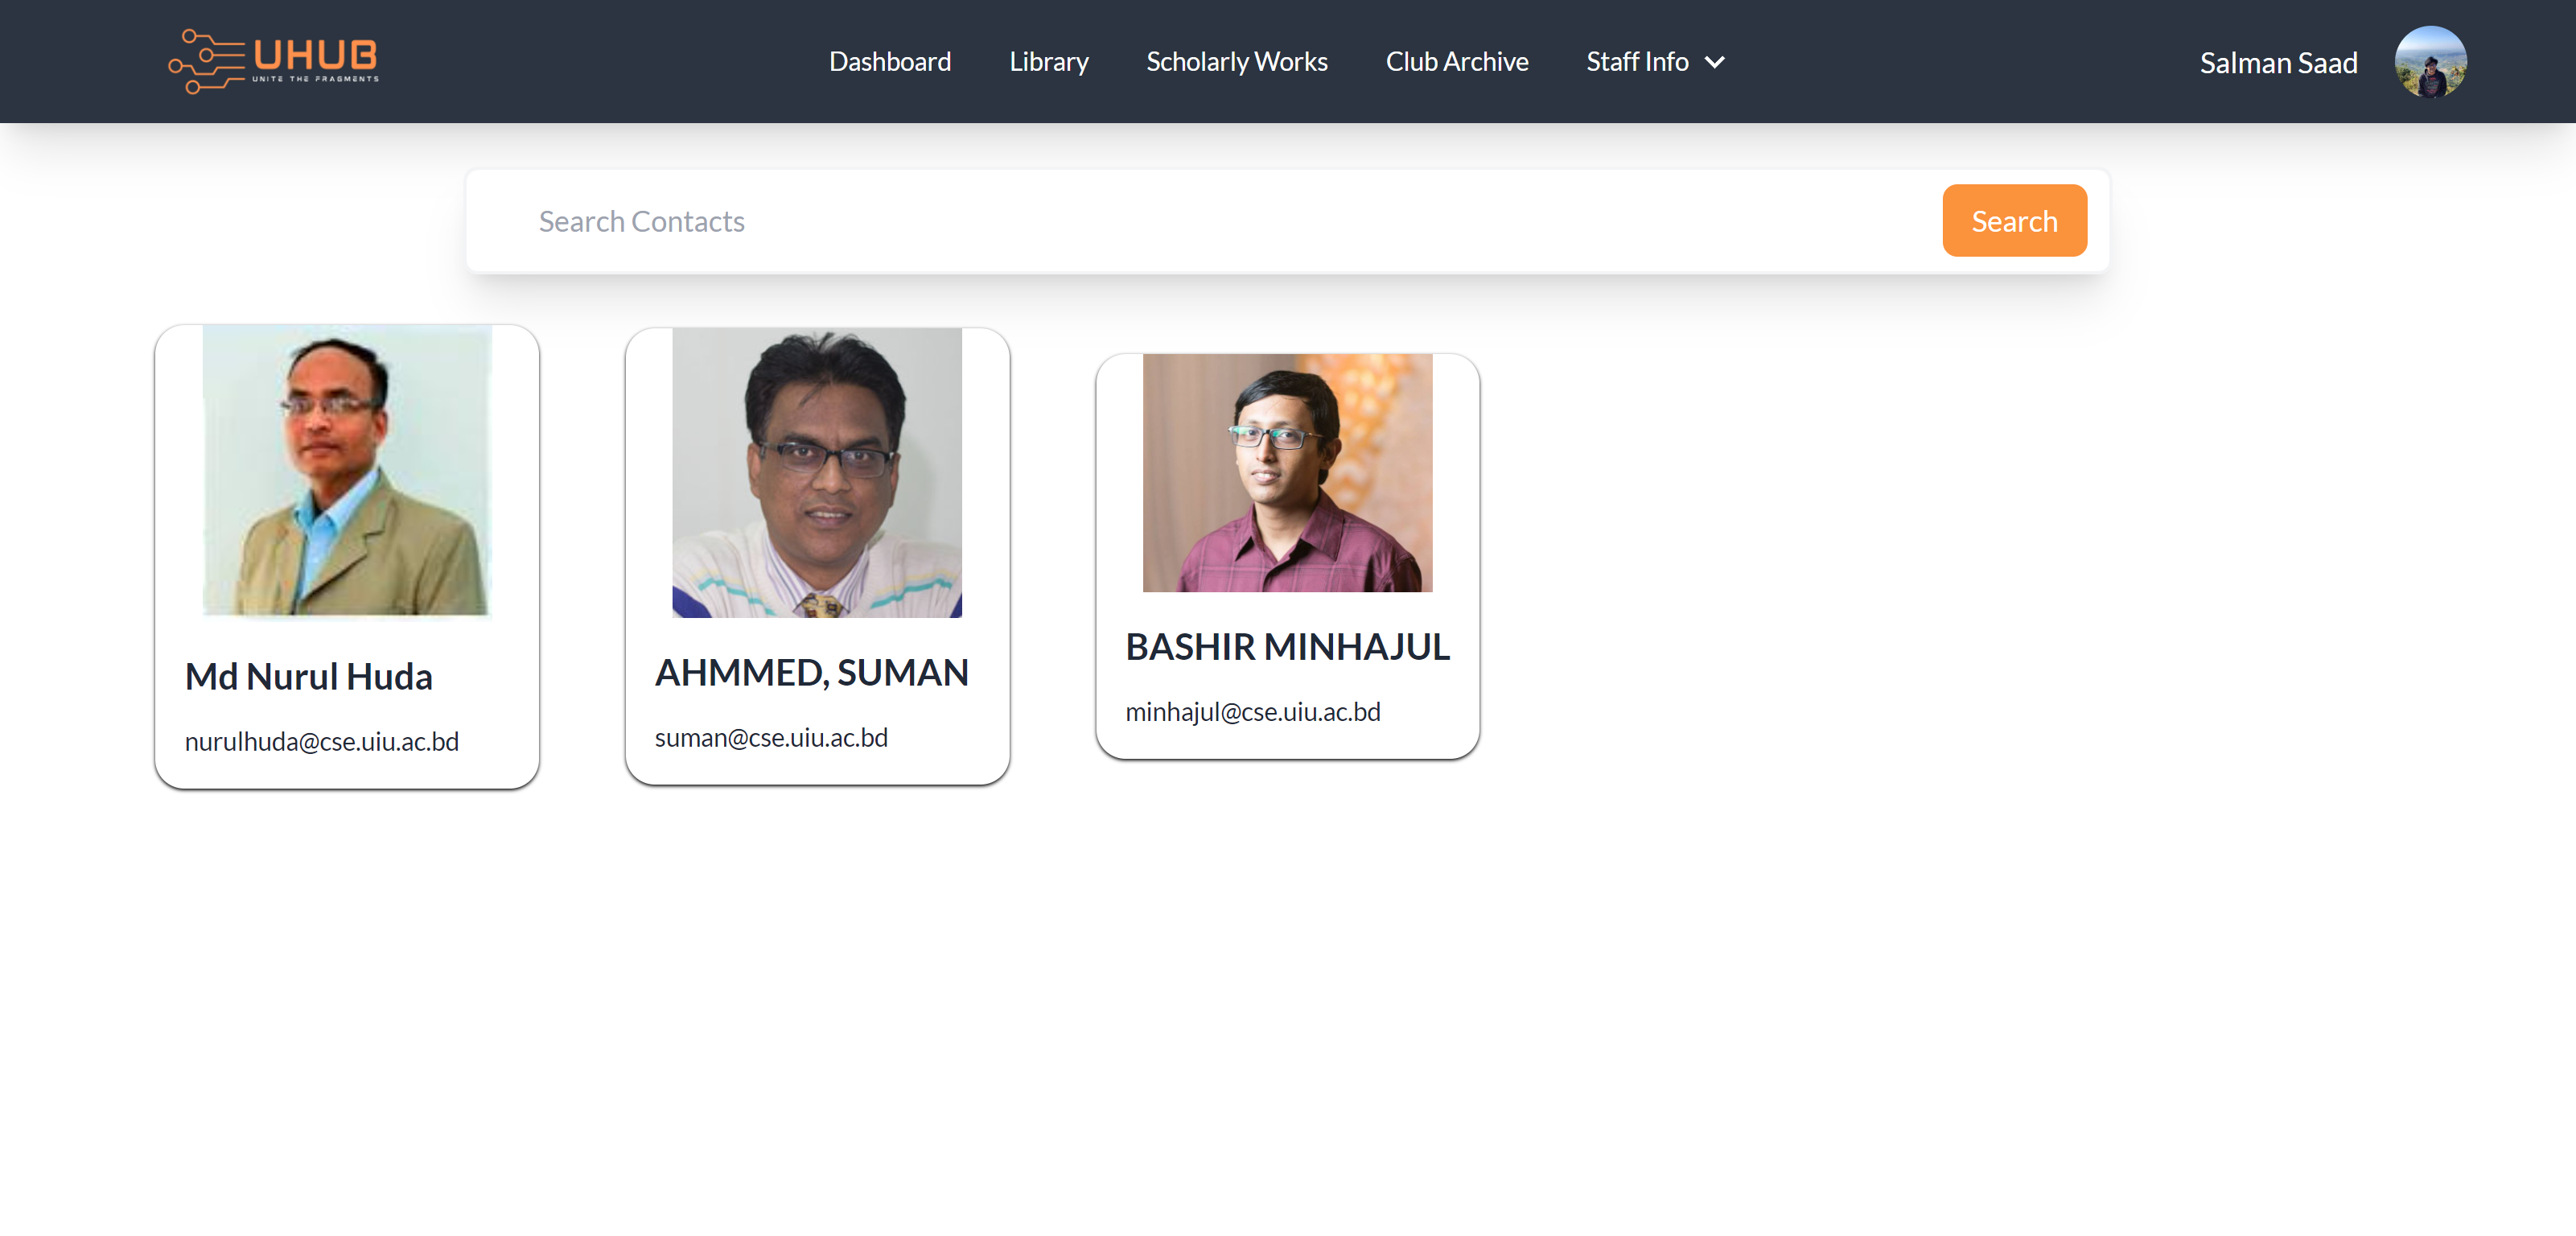 UHUB
UNITE THE FRAGMENTS
Dashboard
Library
Scholarly Works
Club Archive
Staff Info
Salman Saad
Search Contacts
Search
Md Nurul Huda
nurulhuda@cse.uiu.ac.bd
AHMMED, SUMAN
suman@cse.uiu.ac.bd
BASHIR MINHAJUL
minhajul@cse.uiu.ac.bd